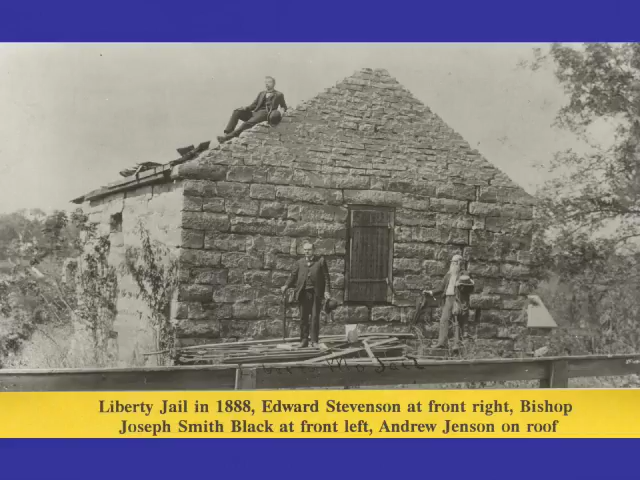 Liberty Jail in 1888, Edward Stevenson at front right, Bishop
Joseph Smith Black at front left, Andrew Jenson on roof